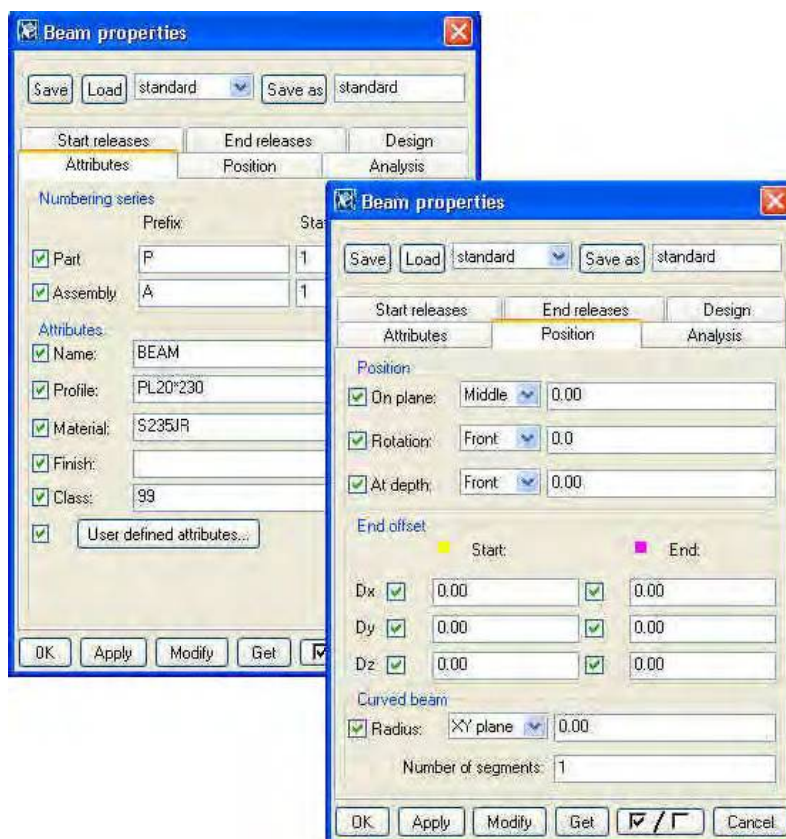 Beam properties
Save Load standard Save as standard
Start releases End releases Design
Attributes Position Analysis
Numbering series
Prefix: Sta
Part P 1
Assembly A 1
Attributes
Name: BEAM
Profile: PL20*230
Material: S235JR
Finish:
Class: 99
User defined attributes...
OK Apply Modify Get
Beam properties
Save Load standard Save as standard
Start releases End releases Design
Attributes Position Analysis
Position
On plane: Middle 0.00
Rotation: Front 0.0
At depth: Front 0.00
End offset
Start: End:
Dx 0.00 0.00
Dy 0.00 0.00
Dz 0.00 0.00
Curved beam
Radius: XY plane 0.00
Number of segments: 1
OK Apply Modify Get / Cancel